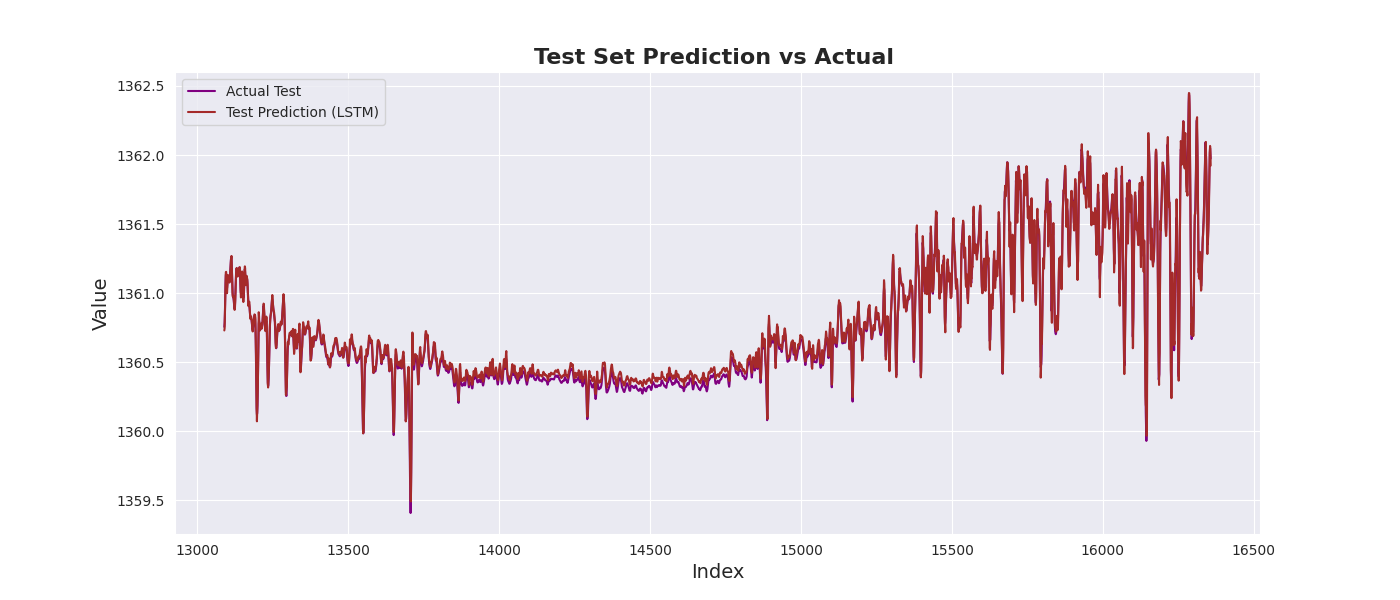 Test Set Prediction vs Actual
Actual Test
Test Prediction (LSTM)
Value
1362.5
1362.0
1361.5
1361.0
1360.5
1360.0
1359.5
13000 13500 14000 14500 15000 15500 16000 16500
Index